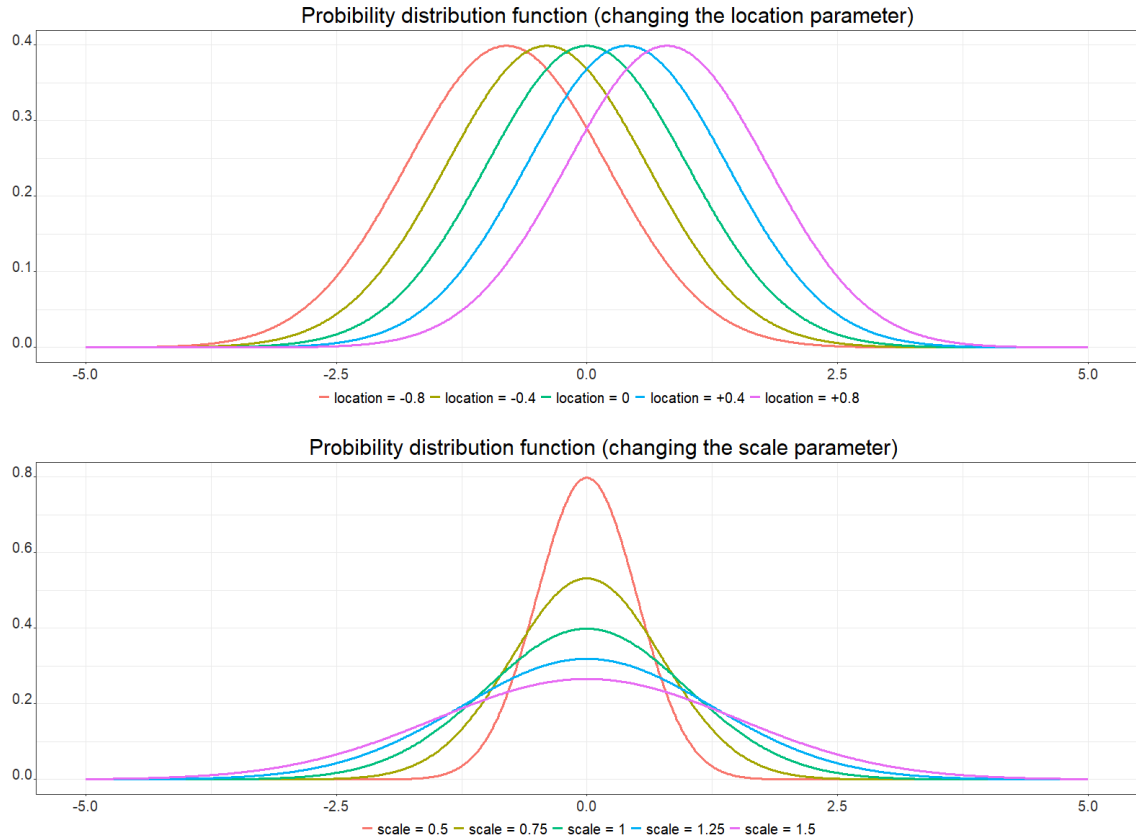 Probibility distribution function (changing the location parameter)
0.4
0.3
0.2
0.1
0.0
-5.0 -2.5 0.0 2.5 5.0
location = -0.8 location = -0.4 location = 0 location = +0.4 location = +0.8
Probibility distribution function (changing the scale parameter)
0.8
0.6
0.4
0.2
0.0
-5.0 -2.5 0.0 2.5 5.0
scale = 0.5 scale = 0.75 scale = 1 scale = 1.25 scale = 1.5